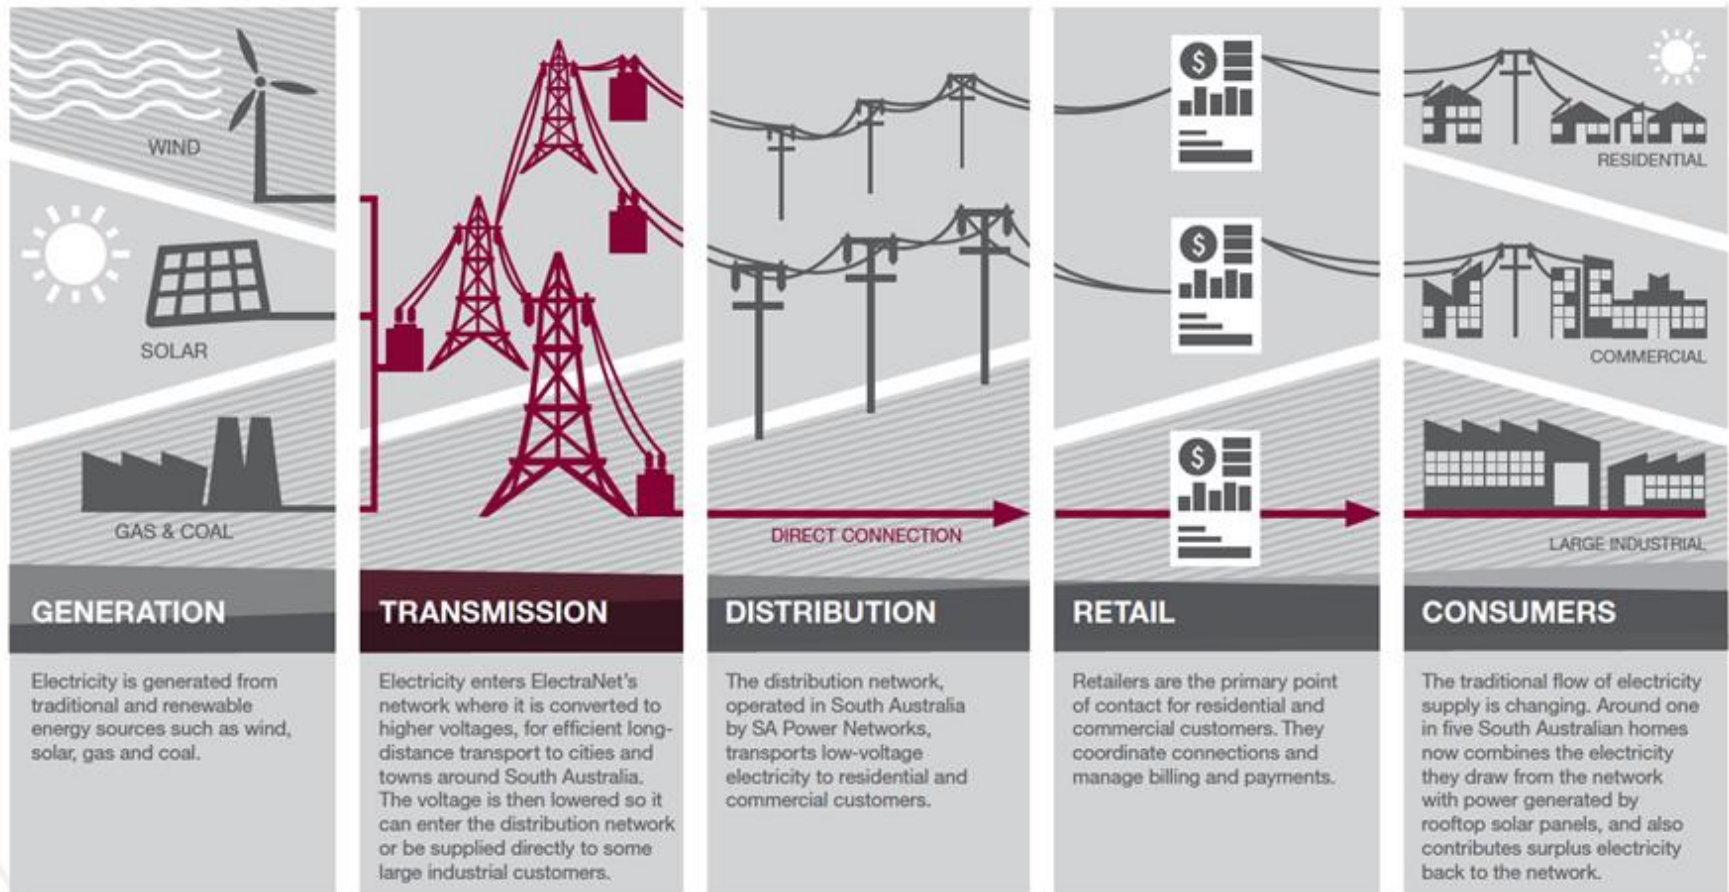 WIND
SOLAR
GAS & COAL
GENERATION
Electricity is generated from
traditional and renewable
energy sources such as wind,
solar, gas and coal.
TRANSMISSION
Electricity enters ElectraNet's
network where it is converted to
higher voltages, for efficient long-
distance transport to cities and
towns around South Australia.
The voltage is then lowered so it
can enter the distribution network
or be supplied directly to some
large industrial customers.
DIRECT CONNECTION
DISTRIBUTION
The distribution network,
operated in South Australia
by SA Power Networks,
transports low-voltage
electricity to residential and
commercial customers.
$
$
$
RETAIL
Retailers are the primary point
of contact for residential and
commercial customers. They
coordinate connections and
manage billing and payments.
RESIDENTIAL
COMMERCIAL
LARGE INDUSTRIAL
CONSUMERS
The traditional flow of electricity
supply is changing. Around one
in five South Australian homes
now combines the electricity
they draw from the network
with power generated by
rooftop solar panels, and also
contributes surplus electricity
back to the network.